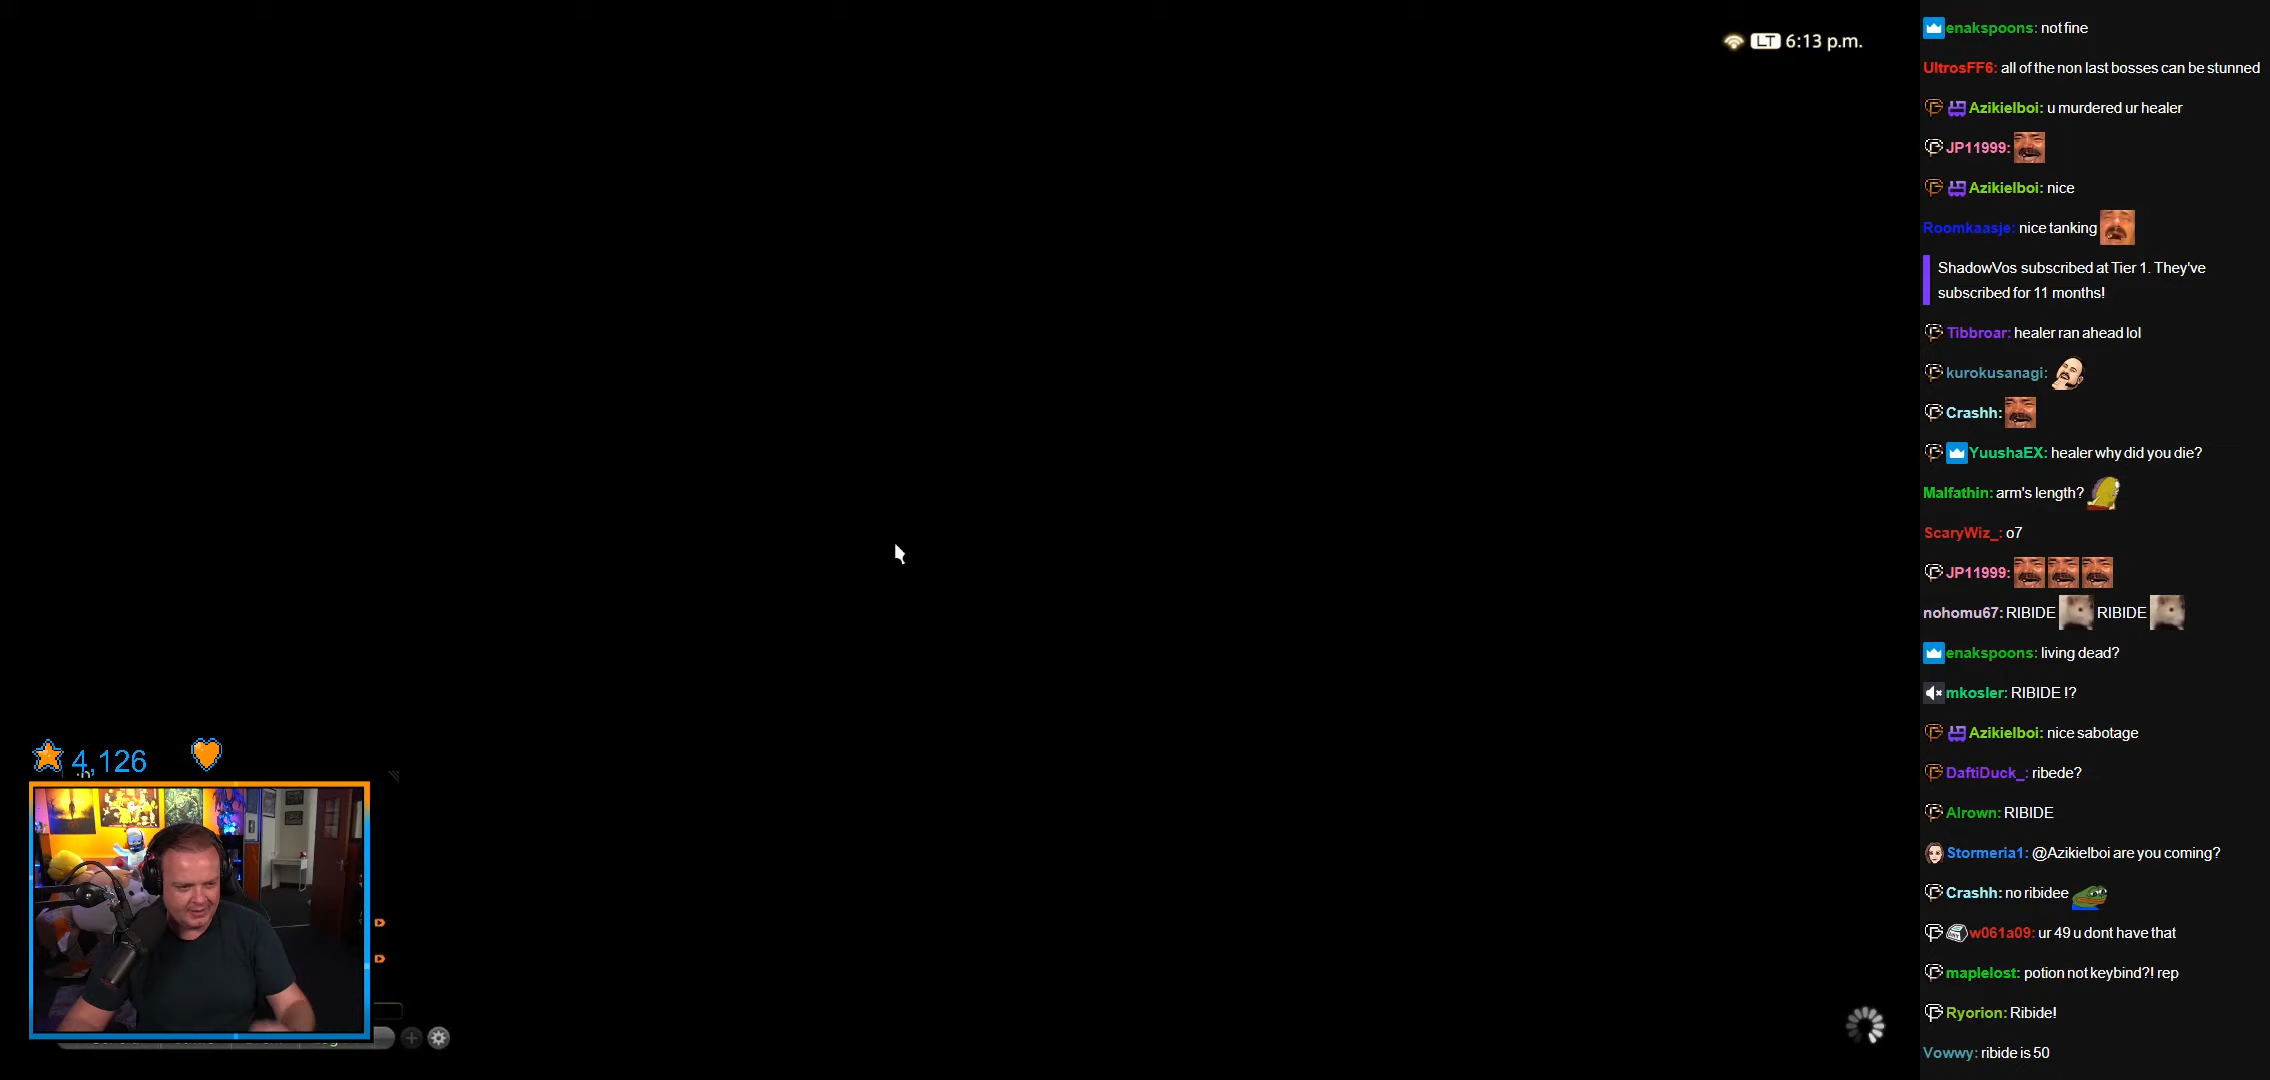 LT 6:13 p.m.
enakspoons: not fine
UltrosFF6: all of the non last bosses can be stunned
Azikielboi: u murdered ur healer
JP11999:
Azikielboi: nice
Roomkaasje: nice tanking
ShadowVos subscribed at Tier 1. They've
subscribed for 11 months!
Tibbroar: healer ran ahead lol
kurokusanagi:
Crashh:
YuushaEX: healer why did you die?
Malfathin: arm's length?
ScaryWiz_: o7
JP11999:
nohomu67: RIBIDE RIBIDE
enakspoons: living dead?
mkosler: RIBIDE !?
Azikielboi: nice sabotage
DaftiDuck_: ribede?
Alrown: RIBIDE
Stormeria1: @Azikielboi are you coming?
Crashh: no ribidee
w061a09: ur 49 u dont have that
maplelost: potion not keybind?! rep
Ryorion: Ribide!
Vowwy: ribide is 50
4,126